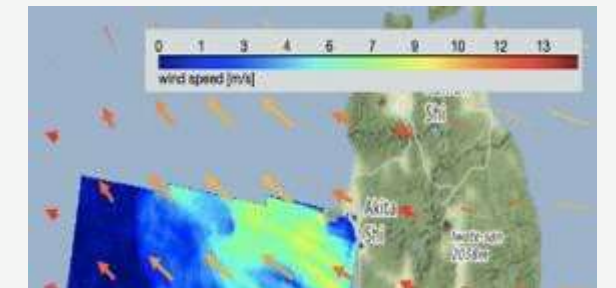 0 1 3 4 6 7 9 10 12 13
wind speed [m/s]
Shi
Akita
Shi
Iwate-san
2038m